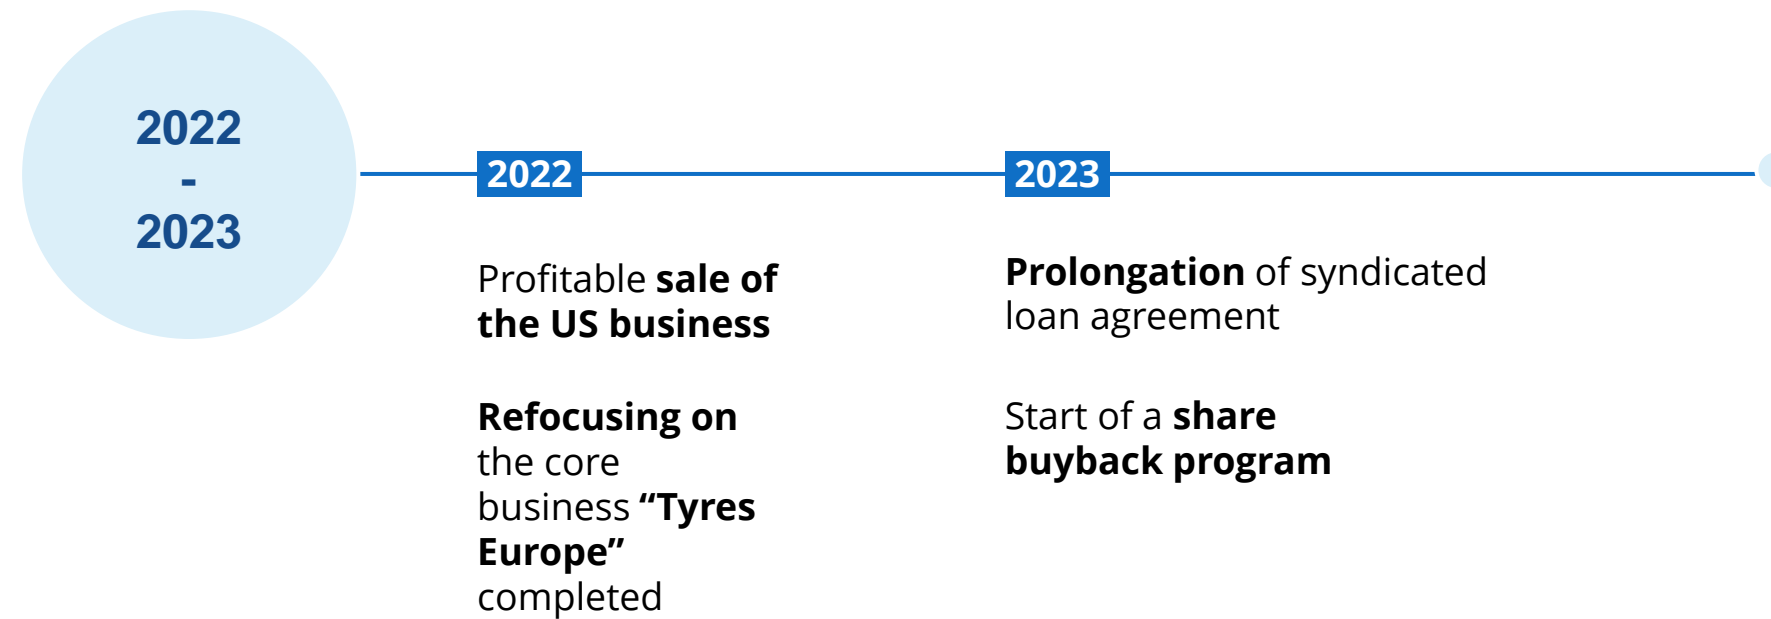 2022
-
2023
2022
Profitable sale of
the US business
Refocusing on
the core
business “Tyres
Europe”
completed
2023
Prolongation of syndicated
loan agreement
Start of a share
buyback program